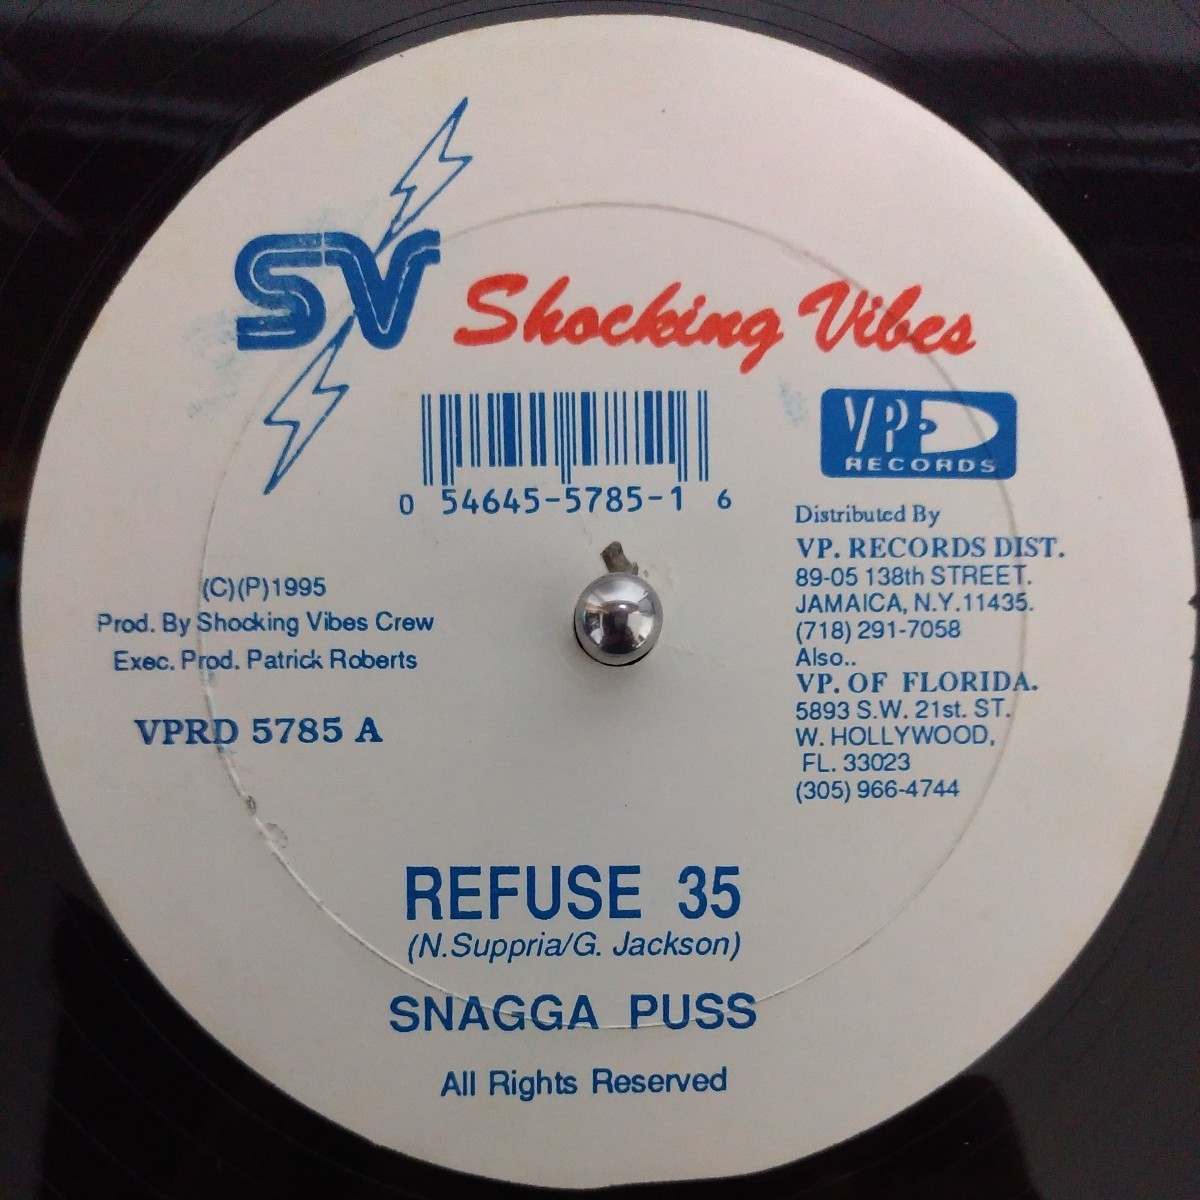 SV Shocking Vibes
VP
RECORDS
0 54645-5785-1 6
(C)(P)1995
Prod. By Shocking Vibes Crew
Exec. Prod. Patrick Roberts
VPRD 5785 A
Distributed By
VP. RECORDS DIST.
89-05 138th STREET.
JAMAICA, N.Y.11435.
(718) 291-7058
Also..
VP. OF FLORIDA.
5893 S.W. 21st. ST.
W. HOLLYWOOD,
FL. 33023
(305) 966-4744
REFUSE 35
(N.Suppria/G. Jackson)
SNAGGA PUSS
All Rights Reserved